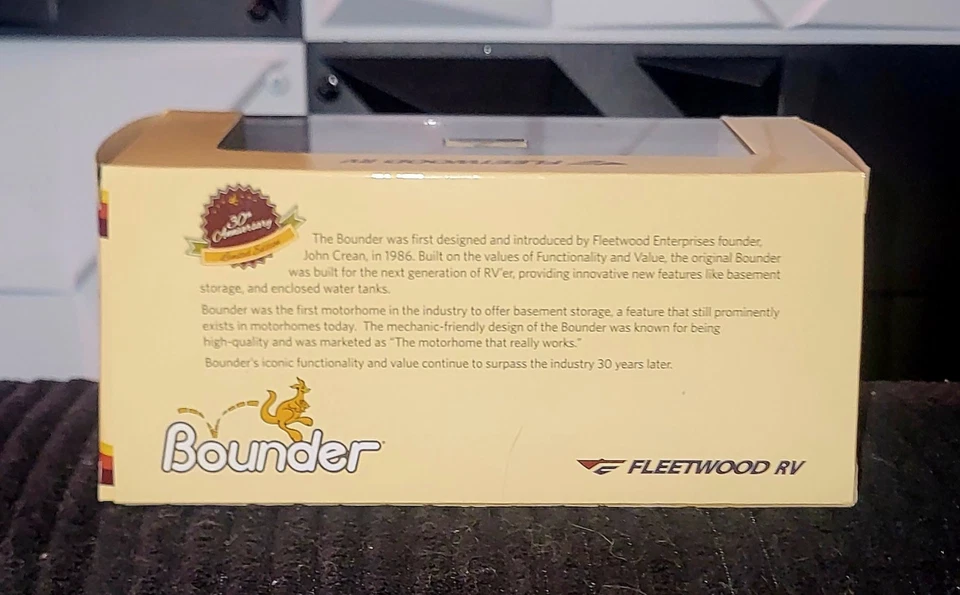 FLEETWOOD RV
30th
Anniversary
Limited Edition
The Bounder was first designed and introduced by Fleetwood Enterprises founder,
John Crean, in 1986. Built on the values of Functionality and Value, the original Bounder
was built for the next generation of RV'er, providing innovative new features like basement
storage, and enclosed water tanks.
Bounder was the first motorhome in the industry to offer basement storage, a feature that still prominently
exists in motorhomes today. The mechanic-friendly design of the Bounder was known for being
high-quality and was marketed as "The motorhome that really works."
Bounder's iconic functionality and value continue to surpass the industry 30 years later.
Bounder
FLEETWOOD RV